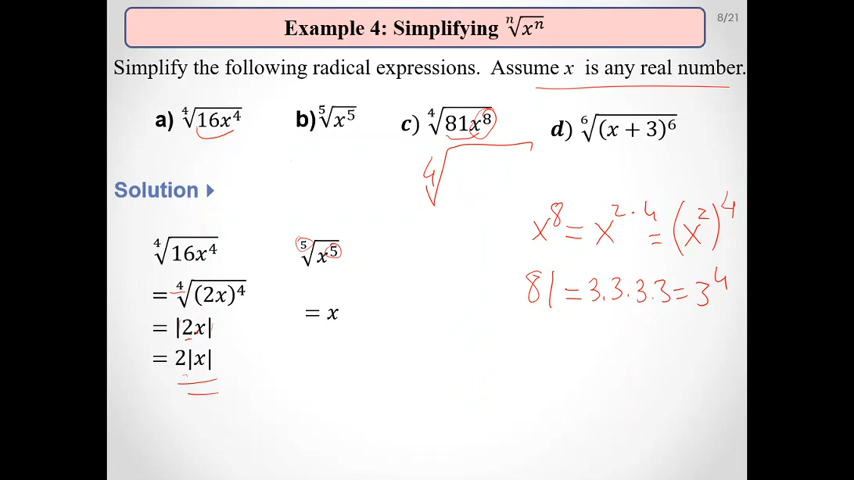 8/21
Example 4: Simplifying ⁿ√xⁿ
Simplify the following radical expressions. Assume x is any real number.
a) ⁴√16x⁴ b) ⁵√x⁵ c) ⁴√81x⁸ d) ⁶√(x + 3)⁶
4√
Solution
x⁸ = x²·⁴ = (x²)⁴
⁴√16x⁴ ⁵√x⁵
81 = 3.3.3.3 = 3⁴
= ⁴√(2x)⁴
= x
= |2x|
= 2|x|